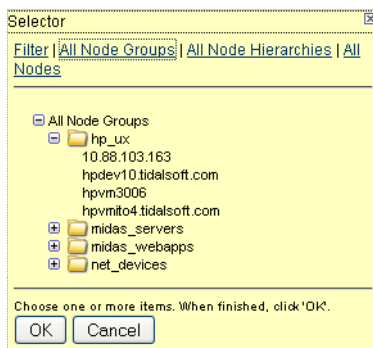 Selector
Filter | All Node Groups | All Node Hierarchies | All
Nodes
All Node Groups
hp_ux
10.88.103.163
hpdev10.tidalsoft.com
hpvm3006
hpvmito4.tidalsoft.com
midas_servers
midas_webapps
net_devices
Choose one or more items. When finished, click 'OK'.
OK Cancel